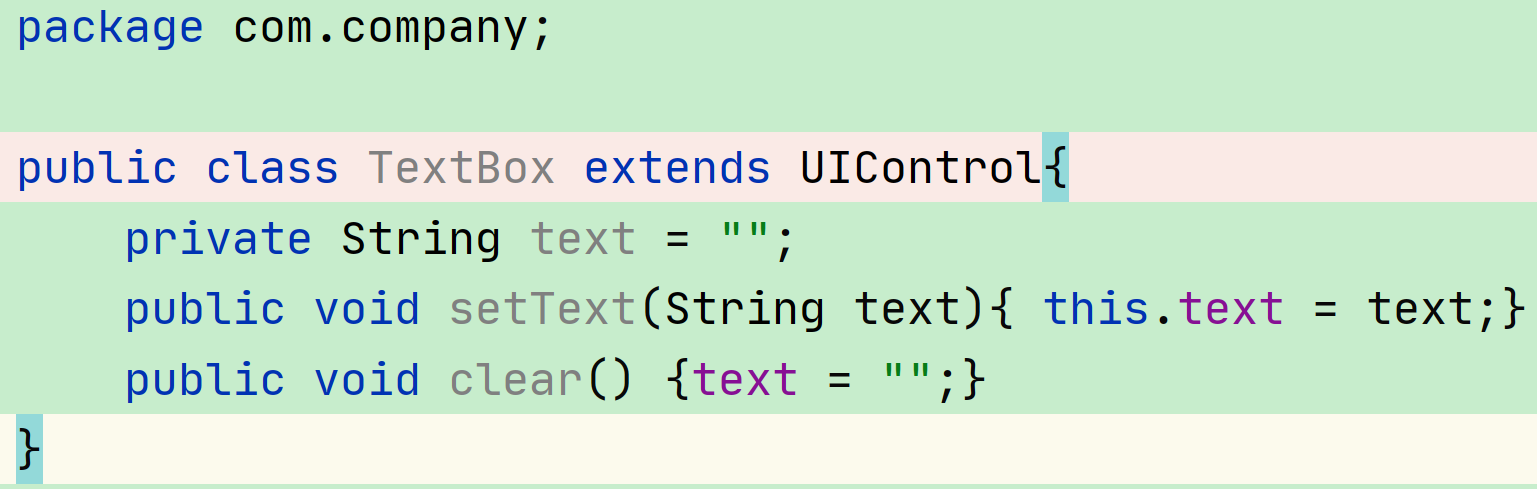 package com.company;
public class TextBox extends UIControl{
    private String text = "";
    public void setText(String text){ this.text = text;}
    public void clear() {text = "";}
}